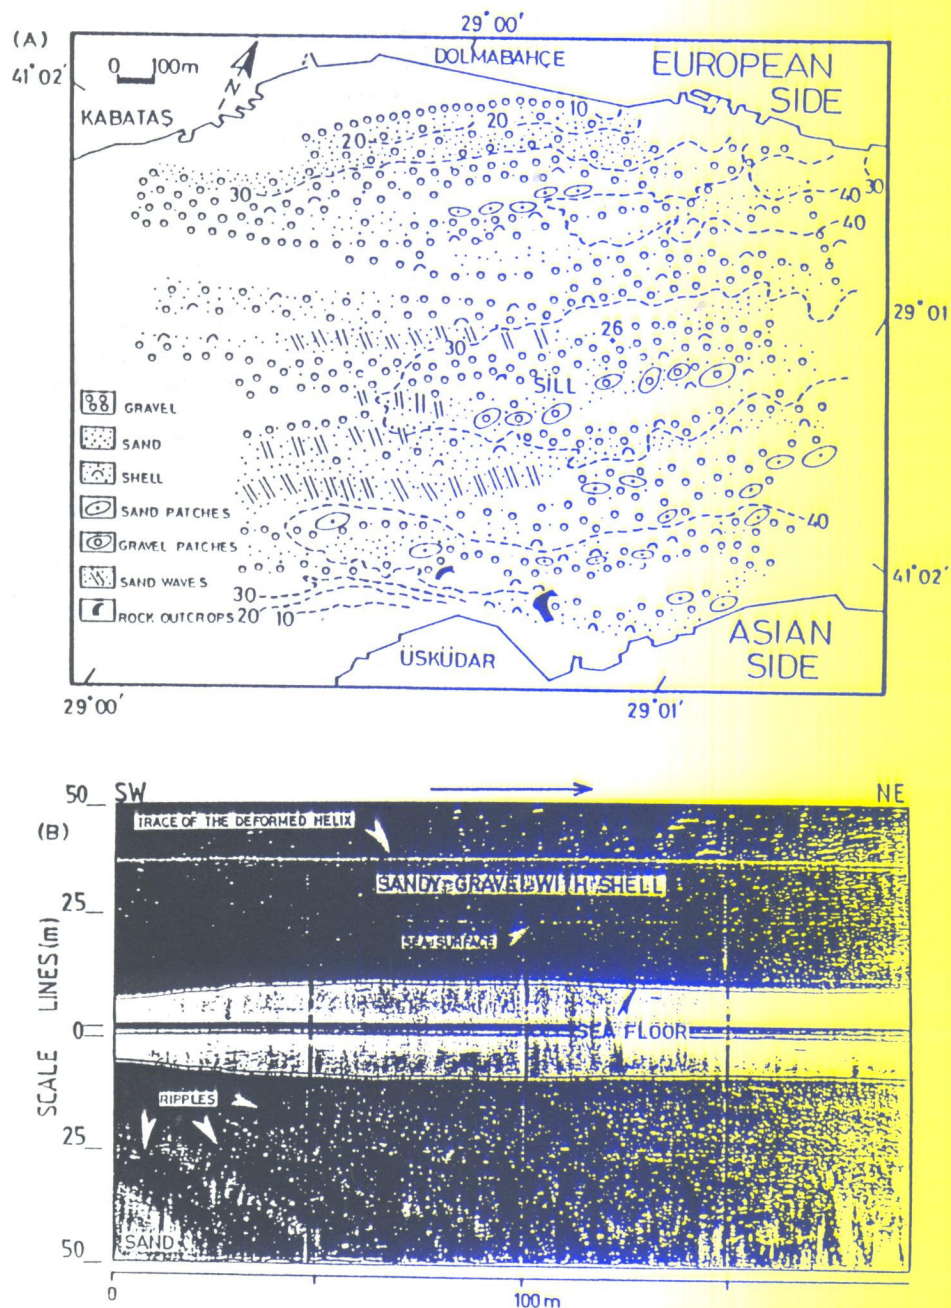 (A)
29°00′
DOLMABAHÇE
EUROPEAN SIDE
0 100m
N
41°02′
KABATAŞ
10
20
20
30
30
40
40
29°01
26
30
SILL
GRAVEL
SAND
SHELL
SAND PATCHES
GRAVEL PATCHES
SAND WAVES
ROCK OUTCROPS
40
30
20 10
41°02′
ÜSKÜDAR
ASIAN SIDE
29°00′
29°01′
(B)
SW
NE
50
TRACE OF THE DEFORMED HELIX
SANDY-GRAVEL WITH SHELL
25
SEA SURFACE
SCALE LINES(m)
0
SEA FLOOR
RIPPLES
25
SAND
50
0
100m